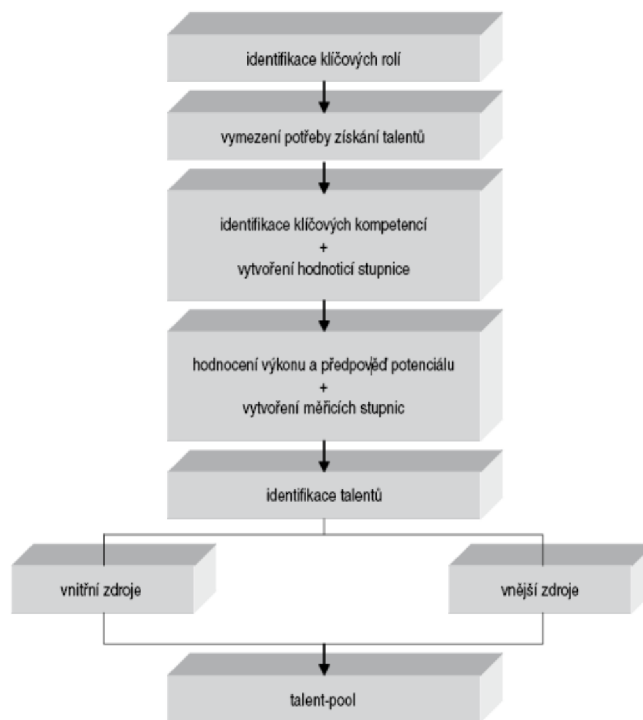 identifikace klíčových rolí
vymezení potřeby získání talentů
identifikace klíčových kompetencí
+
vytvoření hodnoticí stupnice
hodnocení výkonu a předpověď potenciálu
+
vytvoření měřicích stupnic
identifikace talentů
vnitřní zdroje
vnější zdroje
talent-pool